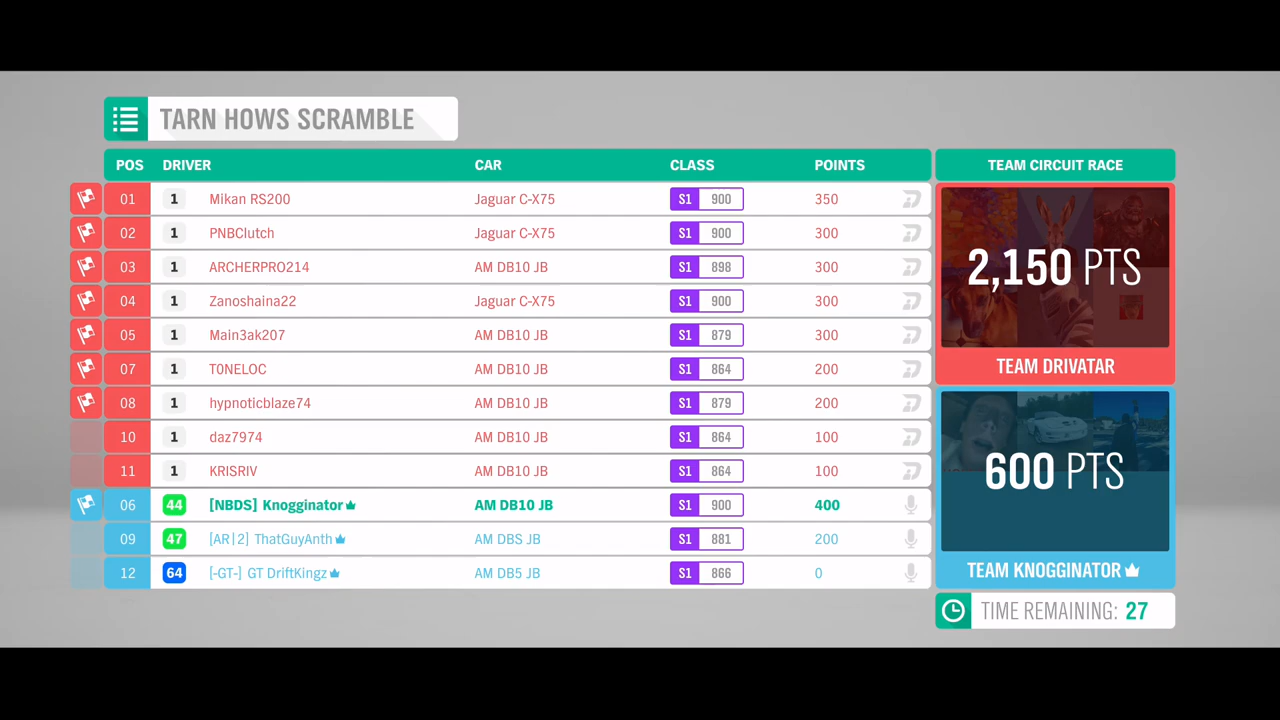 TARN HOWS SCRAMBLE
POS DRIVER CAR CLASS POINTS TEAM CIRCUIT RACE
01 1 Mikan RS200 Jaguar C-X75 S1 900 350
02 1 PNBClutch Jaguar C-X75 S1 900 300
03 1 ARCHERPRO214 AM DB10 JB S1 898 300
04 1 Zanoshaina22 Jaguar C-X75 S1 900 300
05 1 Main3ak207 AM DB10 JB S1 879 300
07 1 T0NELOC AM DB10 JB S1 864 200
08 1 hypnoticblaze74 AM DB10 JB S1 879 200
10 1 daz7974 AM DB10 JB S1 864 100
11 1 KRISRIV AM DB10 JB S1 864 100
06 44 [NBDS] Knogginator AM DB10 JB S1 900 400
09 47 [AR|2] ThatGuyAnth AM DBS JB S1 881 200
12 64 [-GT-] GT DriftKingz AM DB5 JB S1 866 0
2,150 PTS
TEAM DRIVATAR
600 PTS
TEAM KNOGGINATOR
TIME REMAINING: 27